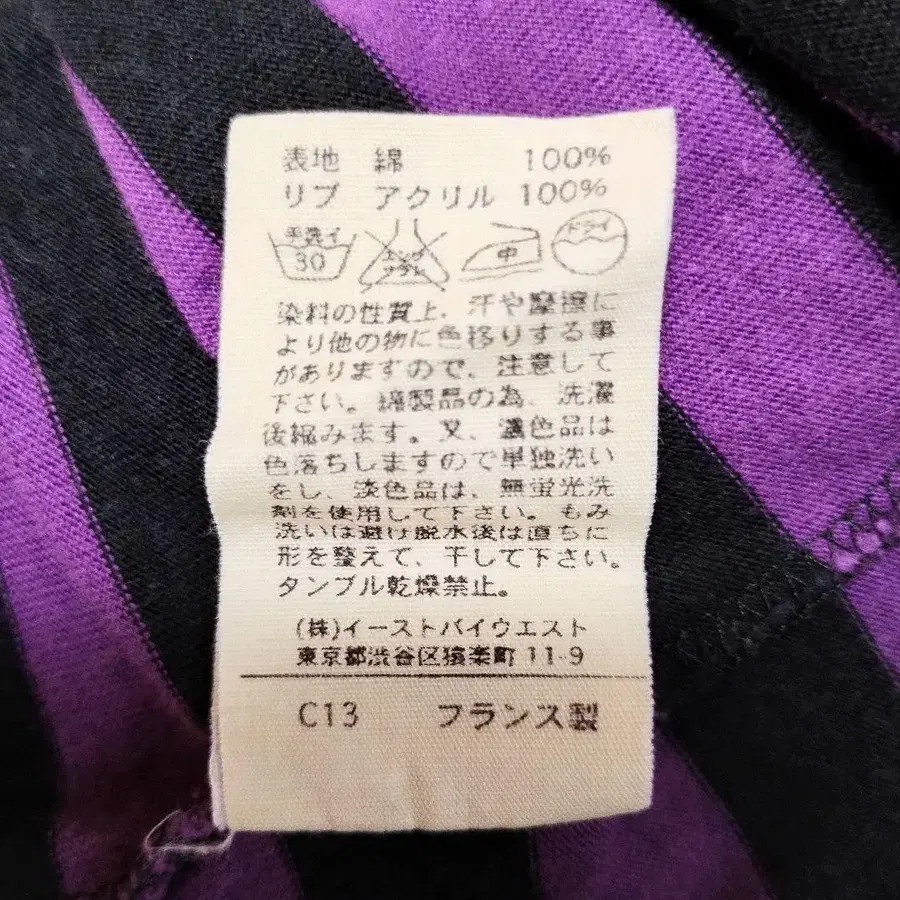 表地 綿 100%
リブ アクリル 100%
手洗イ 30 エンソ サラシ 中 ドライ
染料の性質上、汗や摩擦に
より他の物に色移りする事
がありますので、注意して
下さい。綿製品の為、洗濯
後縮みます。又、濃色品は
色落ちしますので単独洗い
をし、淡色品は、無蛍光洗
剤を使用して下さい。もみ
洗いは避け脱水後は直ちに
形を整えて、干して下さい。
タンブル乾燥禁止。
(株)イーストバイウエスト
東京都渋谷区猿楽町 11-9
C13 フランス製